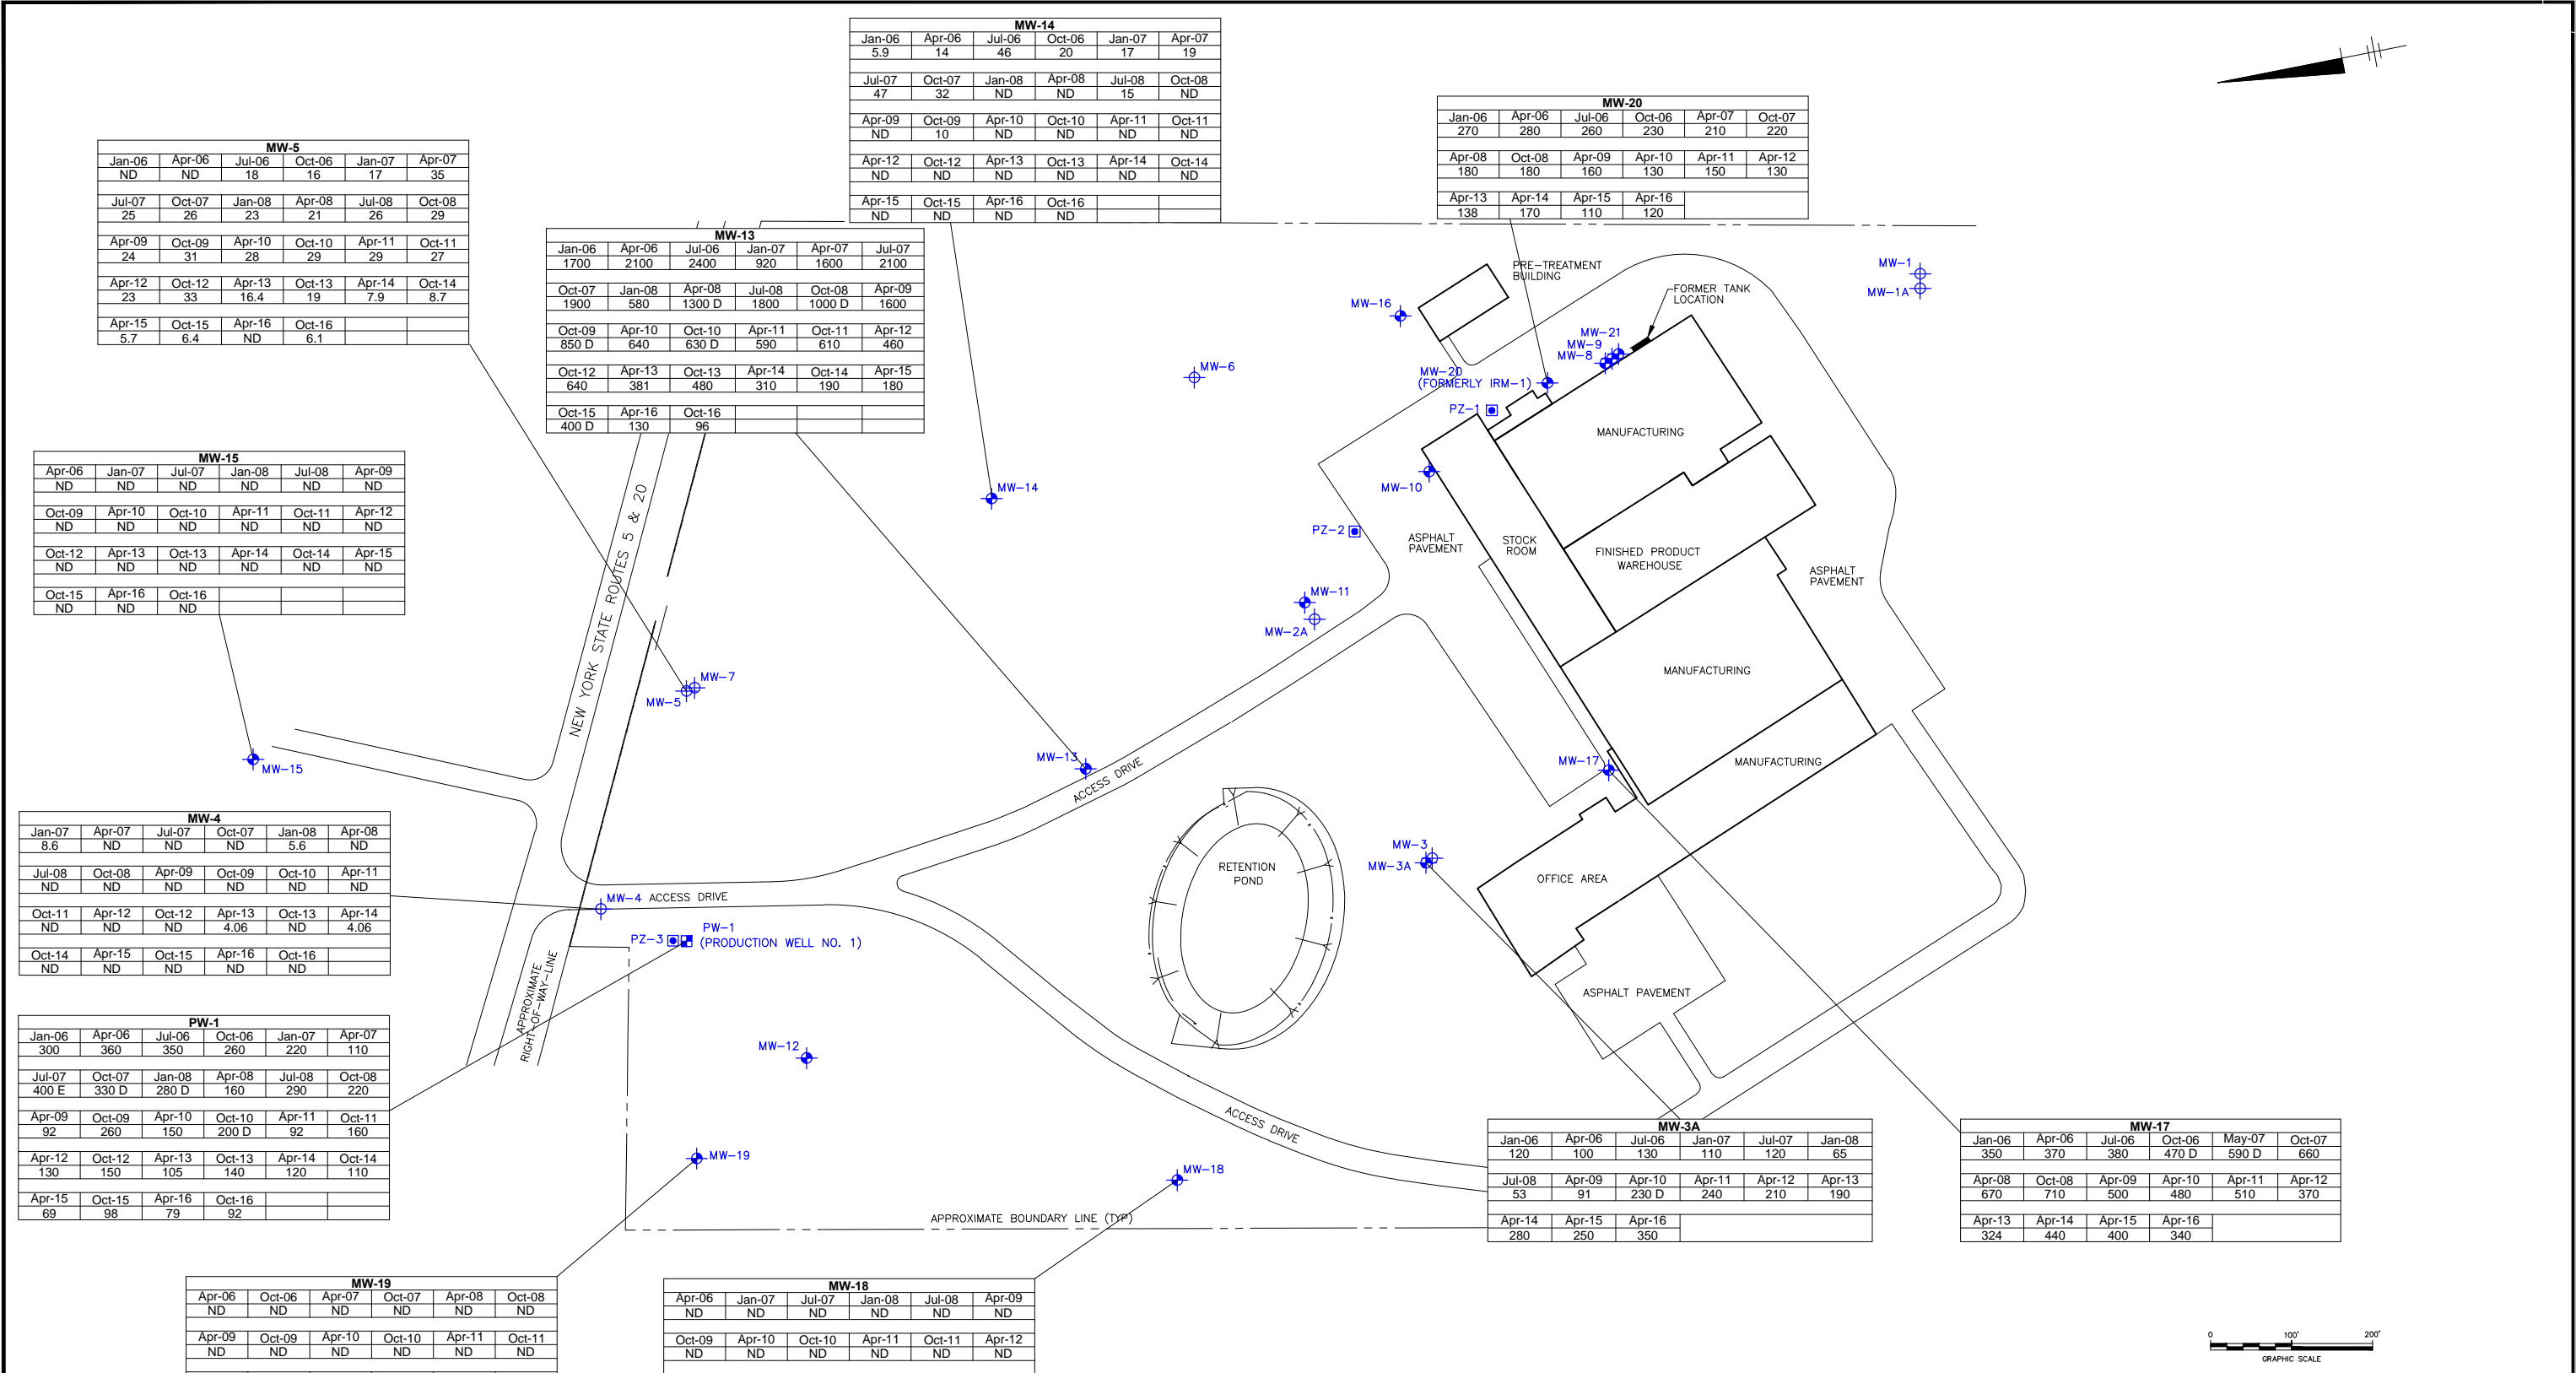 MW-14
Jan-06 Apr-06 Jul-06 Oct-06 Jan-07 Apr-07
5.9 14 46 20 17 19
Jul-07 Oct-07 Jan-08 Apr-08 Jul-08 Oct-08
47 32 ND ND 15 ND
Apr-09 Oct-09 Apr-10 Oct-10 Apr-11 Oct-11
ND 10 ND ND ND ND
Apr-12 Oct-12 Apr-13 Oct-13 Apr-14 Oct-14
ND ND ND ND ND ND
Apr-15 Oct-15 Apr-16 Oct-16
ND ND ND ND
MW-20
Jan-06 Apr-06 Jul-06 Oct-06 Apr-07 Oct-07
270 280 260 230 210 220
Apr-08 Oct-08 Apr-09 Apr-10 Apr-11 Apr-12
180 180 160 130 150 130
Apr-13 Apr-14 Apr-15 Apr-16
138 170 110 120
MW-5
Jan-06 Apr-06 Jul-06 Oct-06 Jan-07 Apr-07
ND ND 18 16 17 35
Jul-07 Oct-07 Jan-08 Apr-08 Jul-08 Oct-08
25 26 23 21 26 29
Apr-09 Oct-09 Apr-10 Oct-10 Apr-11 Oct-11
24 31 28 29 29 27
Apr-12 Oct-12 Apr-13 Oct-13 Apr-14 Oct-14
23 33 16.4 19 7.9 8.7
Apr-15 Oct-15 Apr-16 Oct-16
5.7 6.4 ND 6.1
MW-13
Jan-06 Apr-06 Jul-06 Jan-07 Apr-07 Jul-07
1700 2100 2400 920 1600 2100
Oct-07 Jan-08 Apr-08 Jul-08 Oct-08 Apr-09
1900 580 1300 D 1800 1000 D 1600
Oct-09 Apr-10 Oct-10 Apr-11 Oct-11 Apr-12
850 D 640 630 D 590 610 460
Oct-12 Apr-13 Oct-13 Apr-14 Oct-14 Apr-15
640 381 480 310 190 180
Oct-15 Apr-16 Oct-16
400 D 130 96
PRE-TREATMENT
BUILDING
FORMER TANK
LOCATION
MW-1
MW-1A
MW-16
MW-21
MW-9
MW-8
MW-6
MW-20
(FORMERLY IRM-1)
PZ-1
MANUFACTURING
MW-15
Apr-06 Jan-07 Jul-07 Jan-08 Jul-08 Apr-09
ND ND ND ND ND ND
Oct-09 Apr-10 Oct-10 Apr-11 Oct-11 Apr-12
ND ND ND ND ND ND
Oct-12 Apr-13 Oct-13 Apr-14 Oct-14 Apr-15
ND ND ND ND ND ND
Oct-15 Apr-16 Oct-16
ND ND ND
NEW YORK STATE ROUTES 5 & 20
MW-14
MW-10
PZ-2
ASPHALT
PAVEMENT
STOCK
ROOM
FINISHED PRODUCT
WAREHOUSE
ASPHALT
PAVEMENT
MW-11
MW-2A
MW-7
MW-5
MANUFACTURING
MW-15
MW-13
ACCESS DRIVE
MW-17
MANUFACTURING
MW-4
Jan-07 Apr-07 Jul-07 Oct-07 Jan-08 Apr-08
8.6 ND ND ND 5.6 ND
Jul-08 Oct-08 Apr-09 Oct-09 Oct-10 Apr-11
ND ND ND ND ND ND
Oct-11 Apr-12 Oct-12 Apr-13 Oct-13 Apr-14
ND ND ND 4.06 ND 4.06
Oct-14 Apr-15 Oct-15 Apr-16 Oct-16
ND ND ND ND ND
RETENTION
POND
MW-3
MW-3A
OFFICE AREA
MW-4 ACCESS DRIVE
PZ-3
PW-1
(PRODUCTION WELL NO. 1)
APPROXIMATE
RIGHT-OF-WAY-LINE
ASPHALT PAVEMENT
PW-1
Jan-06 Apr-06 Jul-06 Oct-06 Jan-07 Apr-07
300 360 350 260 220 110
Jul-07 Oct-07 Jan-08 Apr-08 Jul-08 Oct-08
400 E 330 D 280 D 160 290 220
Apr-09 Oct-09 Apr-10 Oct-10 Apr-11 Oct-11
92 260 150 200 D 92 160
Apr-12 Oct-12 Apr-13 Oct-13 Apr-14 Oct-14
130 150 105 140 120 110
Apr-15 Oct-15 Apr-16 Oct-16
69 98 79 92
MW-12
ACCESS DRIVE
MW-19
MW-18
APPROXIMATE BOUNDARY LINE (TYP)
MW-3A
Jan-06 Apr-06 Jul-06 Jan-07 Jul-07 Jan-08
120 100 130 110 120 65
Jul-08 Apr-09 Apr-10 Apr-11 Apr-12 Apr-13
53 91 230 D 240 210 190
Apr-14 Apr-15 Apr-16
280 250 350
MW-17
Jan-06 Apr-06 Jul-06 Oct-06 May-07 Oct-07
350 370 380 470 D 590 D 660
Apr-08 Oct-08 Apr-09 Apr-10 Apr-11 Apr-12
670 710 500 480 510 370
Apr-13 Apr-14 Apr-15 Apr-16
324 440 400 340
MW-19
Apr-06 Oct-06 Apr-07 Oct-07 Apr-08 Oct-08
ND ND ND ND ND ND
Apr-09 Oct-09 Apr-10 Oct-10 Apr-11 Oct-11
ND ND ND ND ND ND
MW-18
Apr-06 Jan-07 Jul-07 Jan-08 Jul-08 Apr-09
ND ND ND ND ND ND
Oct-09 Apr-10 Oct-10 Apr-11 Oct-11 Apr-12
ND ND ND ND ND ND
0 100' 200'
GRAPHIC SCALE